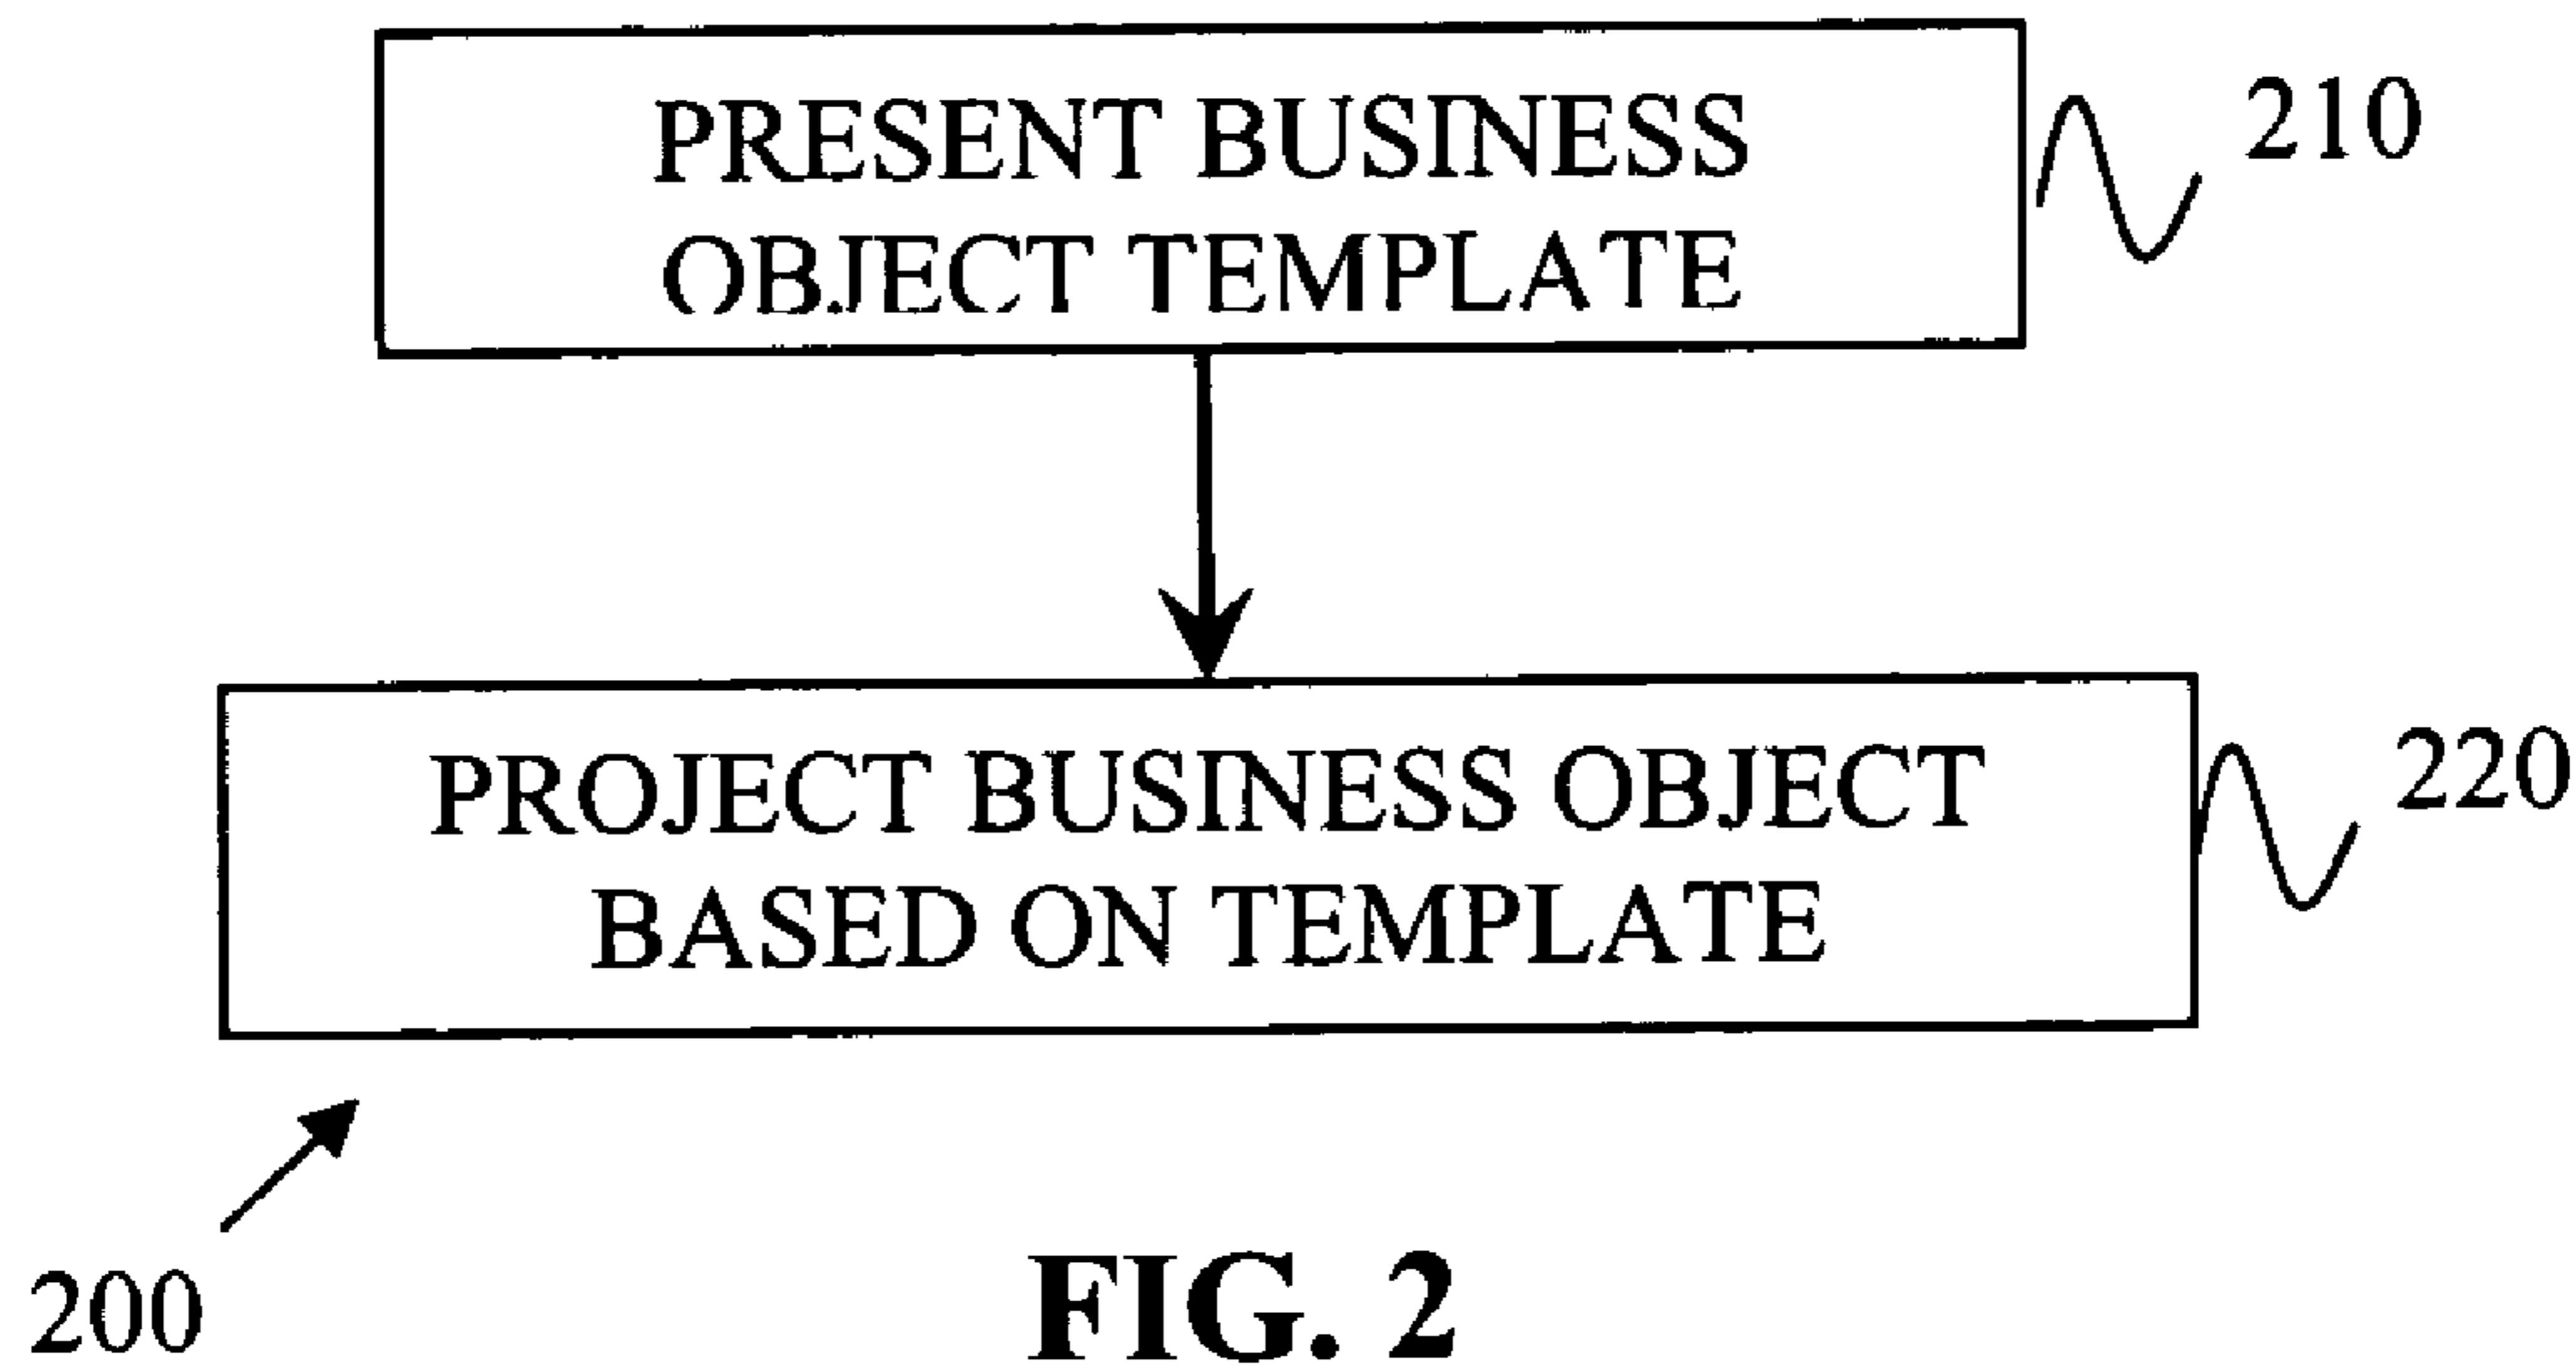 PRESENT BUSINESS
OBJECT TEMPLATE
210
PROJECT BUSINESS OBJECT
BASED ON TEMPLATE
220
200
FIG. 2